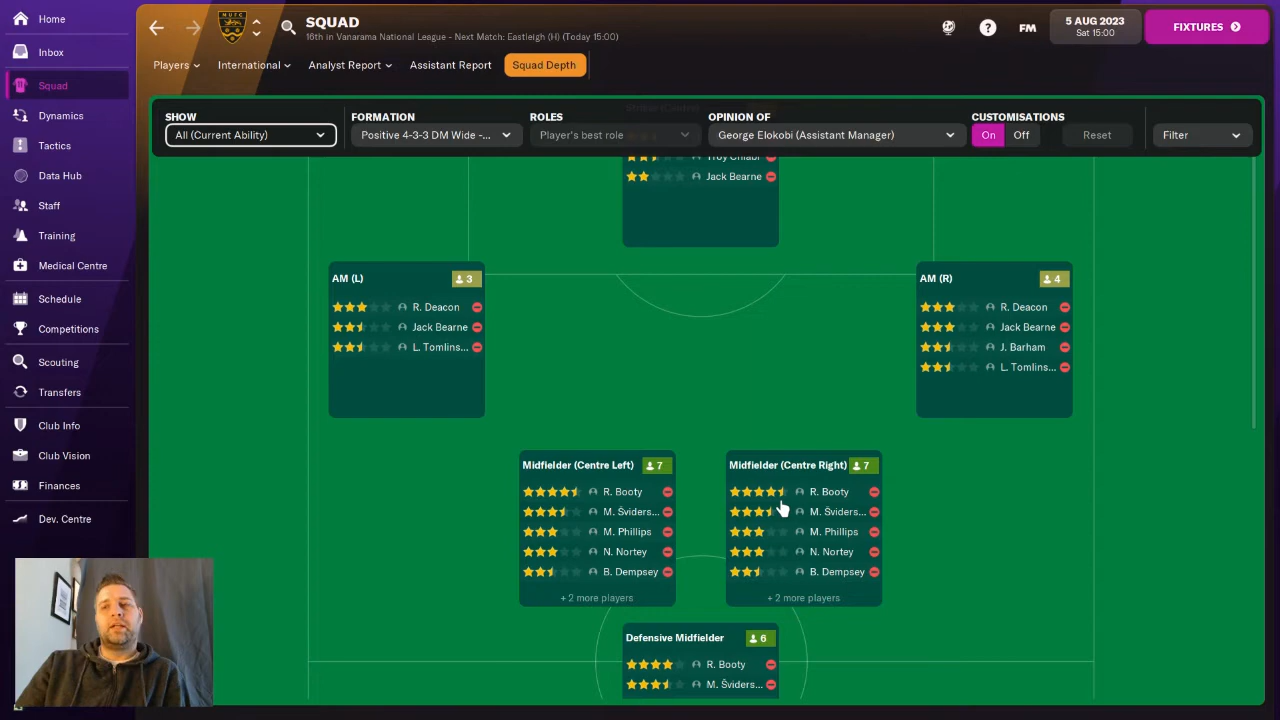 Home
NUFC
SQUAD
16th in Vanarama National League - Next Match: Eastleigh (H) (Today 15:00)
?
FM
5 AUG 2023
Sat 15:00
FIXTURES
Inbox
Players
International
Analyst Report
Assistant Report
Squad Depth
Squad
Dynamics
Tactics
Data Hub
Staff
Training
Medical Centre
Schedule
Competitions
Scouting
Transfers
Club Info
Club Vision
Finances
Dev. Centre
SHOW
All (Current Ability)
FORMATION
Positive 4-3-3 DM Wide -...
ROLES
Player's best role
OPINION OF
George Elokobi (Assistant Manager)
CUSTOMISATIONS
On
Off
Reset
Filter
Jack Bearne
AM (L)
3
R. Deacon
Jack Bearne
L. Tomlins...
AM (R)
4
R. Deacon
Jack Bearne
J. Barham
L. Tomlins...
Midfielder (Centre Left)
7
R. Booty
M. Šviders...
M. Phillips
N. Nortey
B. Dempsey
+ 2 more players
Midfielder (Centre Right)
7
R. Booty
M. Šviders...
M. Phillips
N. Nortey
B. Dempsey
+ 2 more players
Defensive Midfielder
6
R. Booty
M. Šviders...